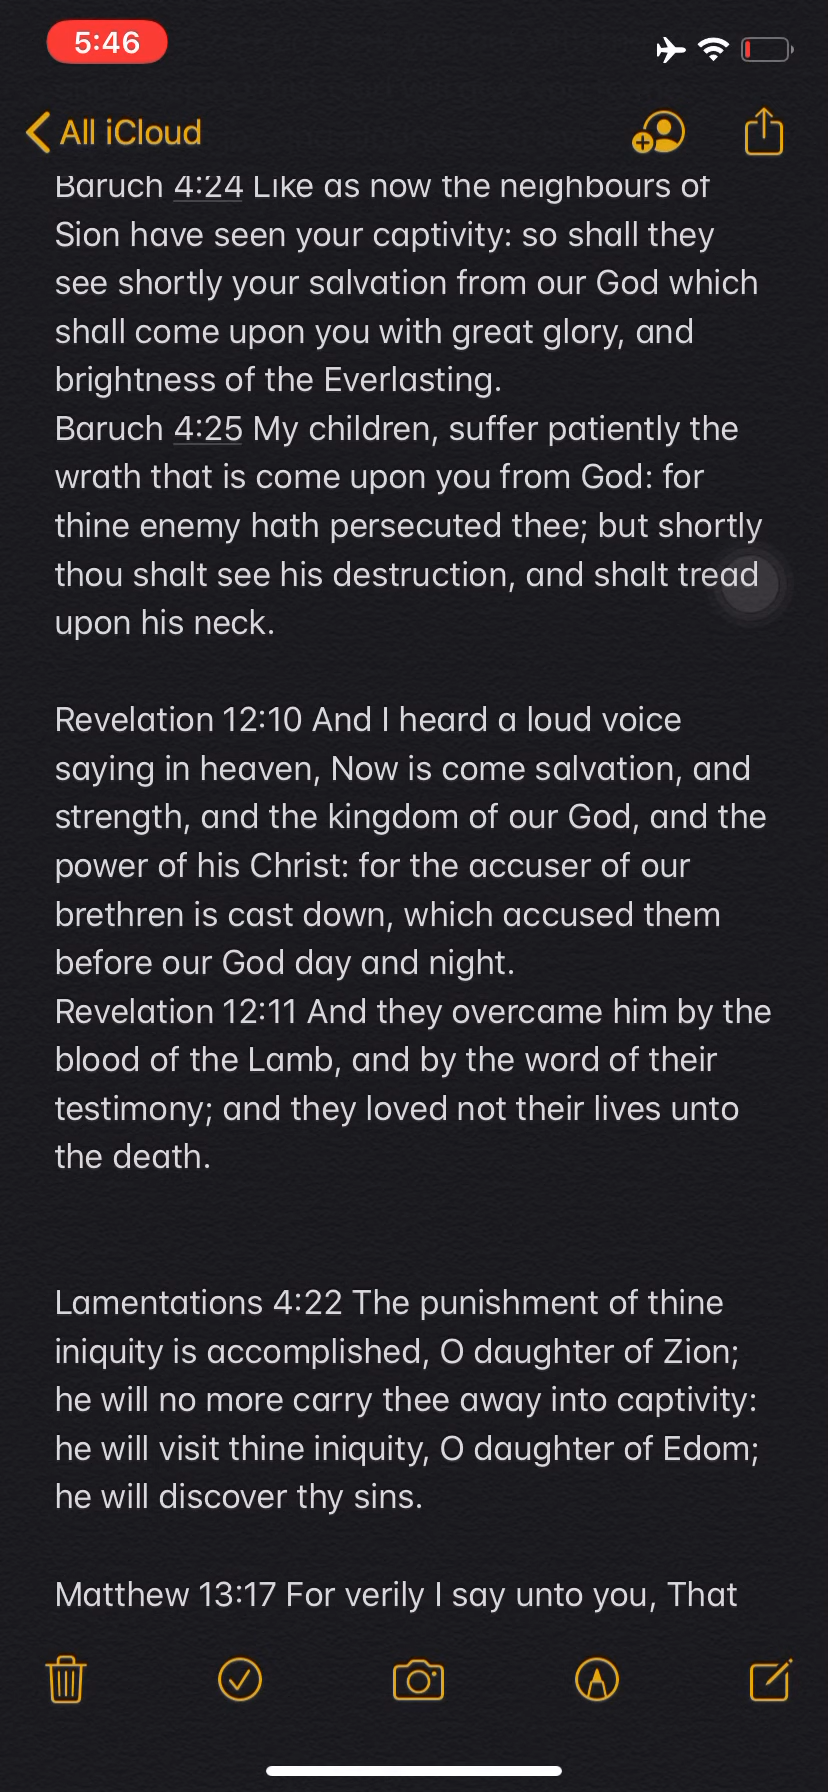 5:46
All iCloud
Baruch 4:24 Like as now the neighbours of
Sion have seen your captivity: so shall they
see shortly your salvation from our God which
shall come upon you with great glory, and
brightness of the Everlasting.
Baruch 4:25 My children, suffer patiently the
wrath that is come upon you from God: for
thine enemy hath persecuted thee; but shortly
thou shalt see his destruction, and shalt tread
upon his neck.
Revelation 12:10 And I heard a loud voice
saying in heaven, Now is come salvation, and
strength, and the kingdom of our God, and the
power of his Christ: for the accuser of our
brethren is cast down, which accused them
before our God day and night.
Revelation 12:11 And they overcame him by the
blood of the Lamb, and by the word of their
testimony; and they loved not their lives unto
the death.
Lamentations 4:22 The punishment of thine
iniquity is accomplished, O daughter of Zion;
he will no more carry thee away into captivity:
he will visit thine iniquity, O daughter of Edom;
he will discover thy sins.
Matthew 13:17 For verily I say unto you, That